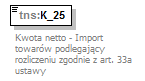 tns:K_25
Kwota netto - Import
towarów podlegający
rozliczeniu zgodnie z art. 33a
ustawy